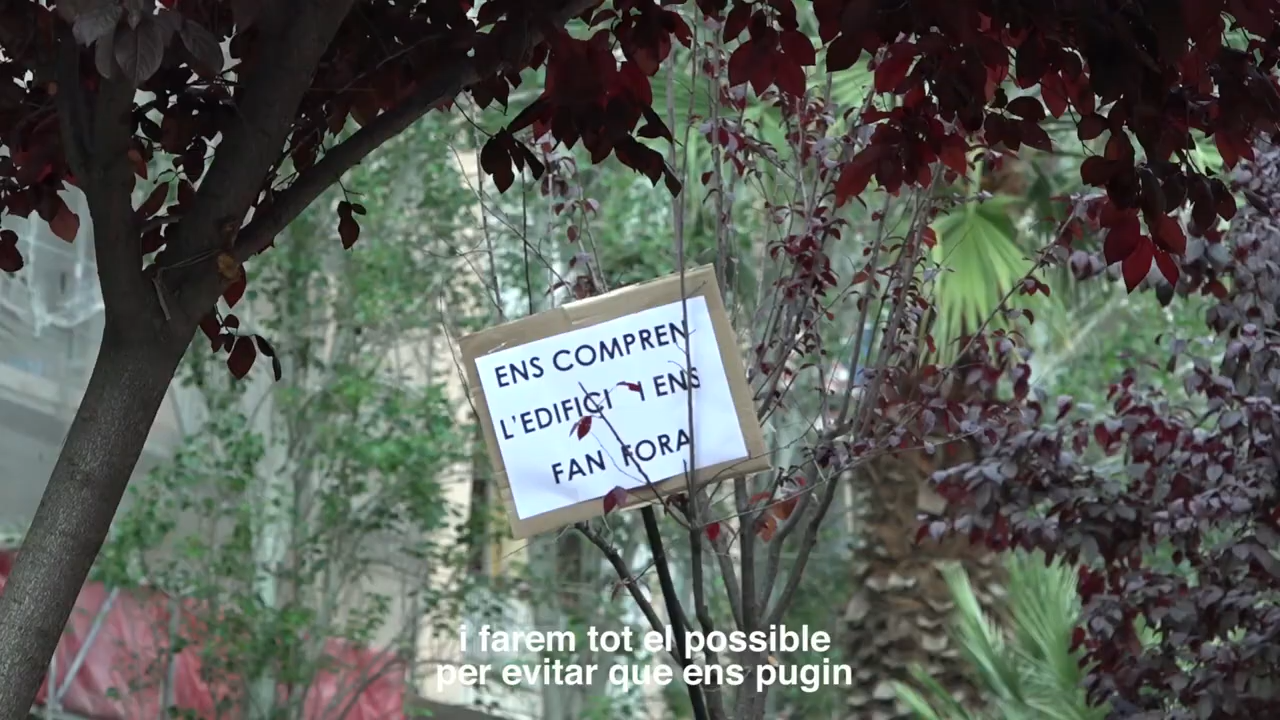 ENS COMPREN
L'EDIFICI I ENS
FAN FORA
i farem tot el possible
per evitar que ens pugin